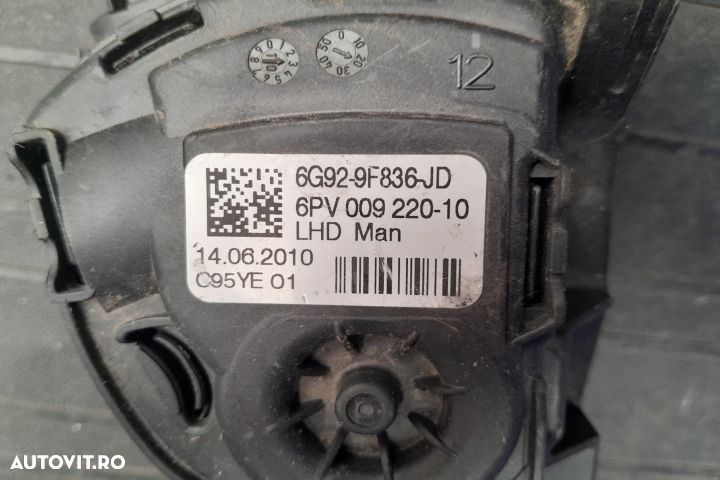 12
6G92-9F836-JD
6PV 009 220-10
LHD Man
14.06.2010
C95YE 01
AUTOVIT.RO